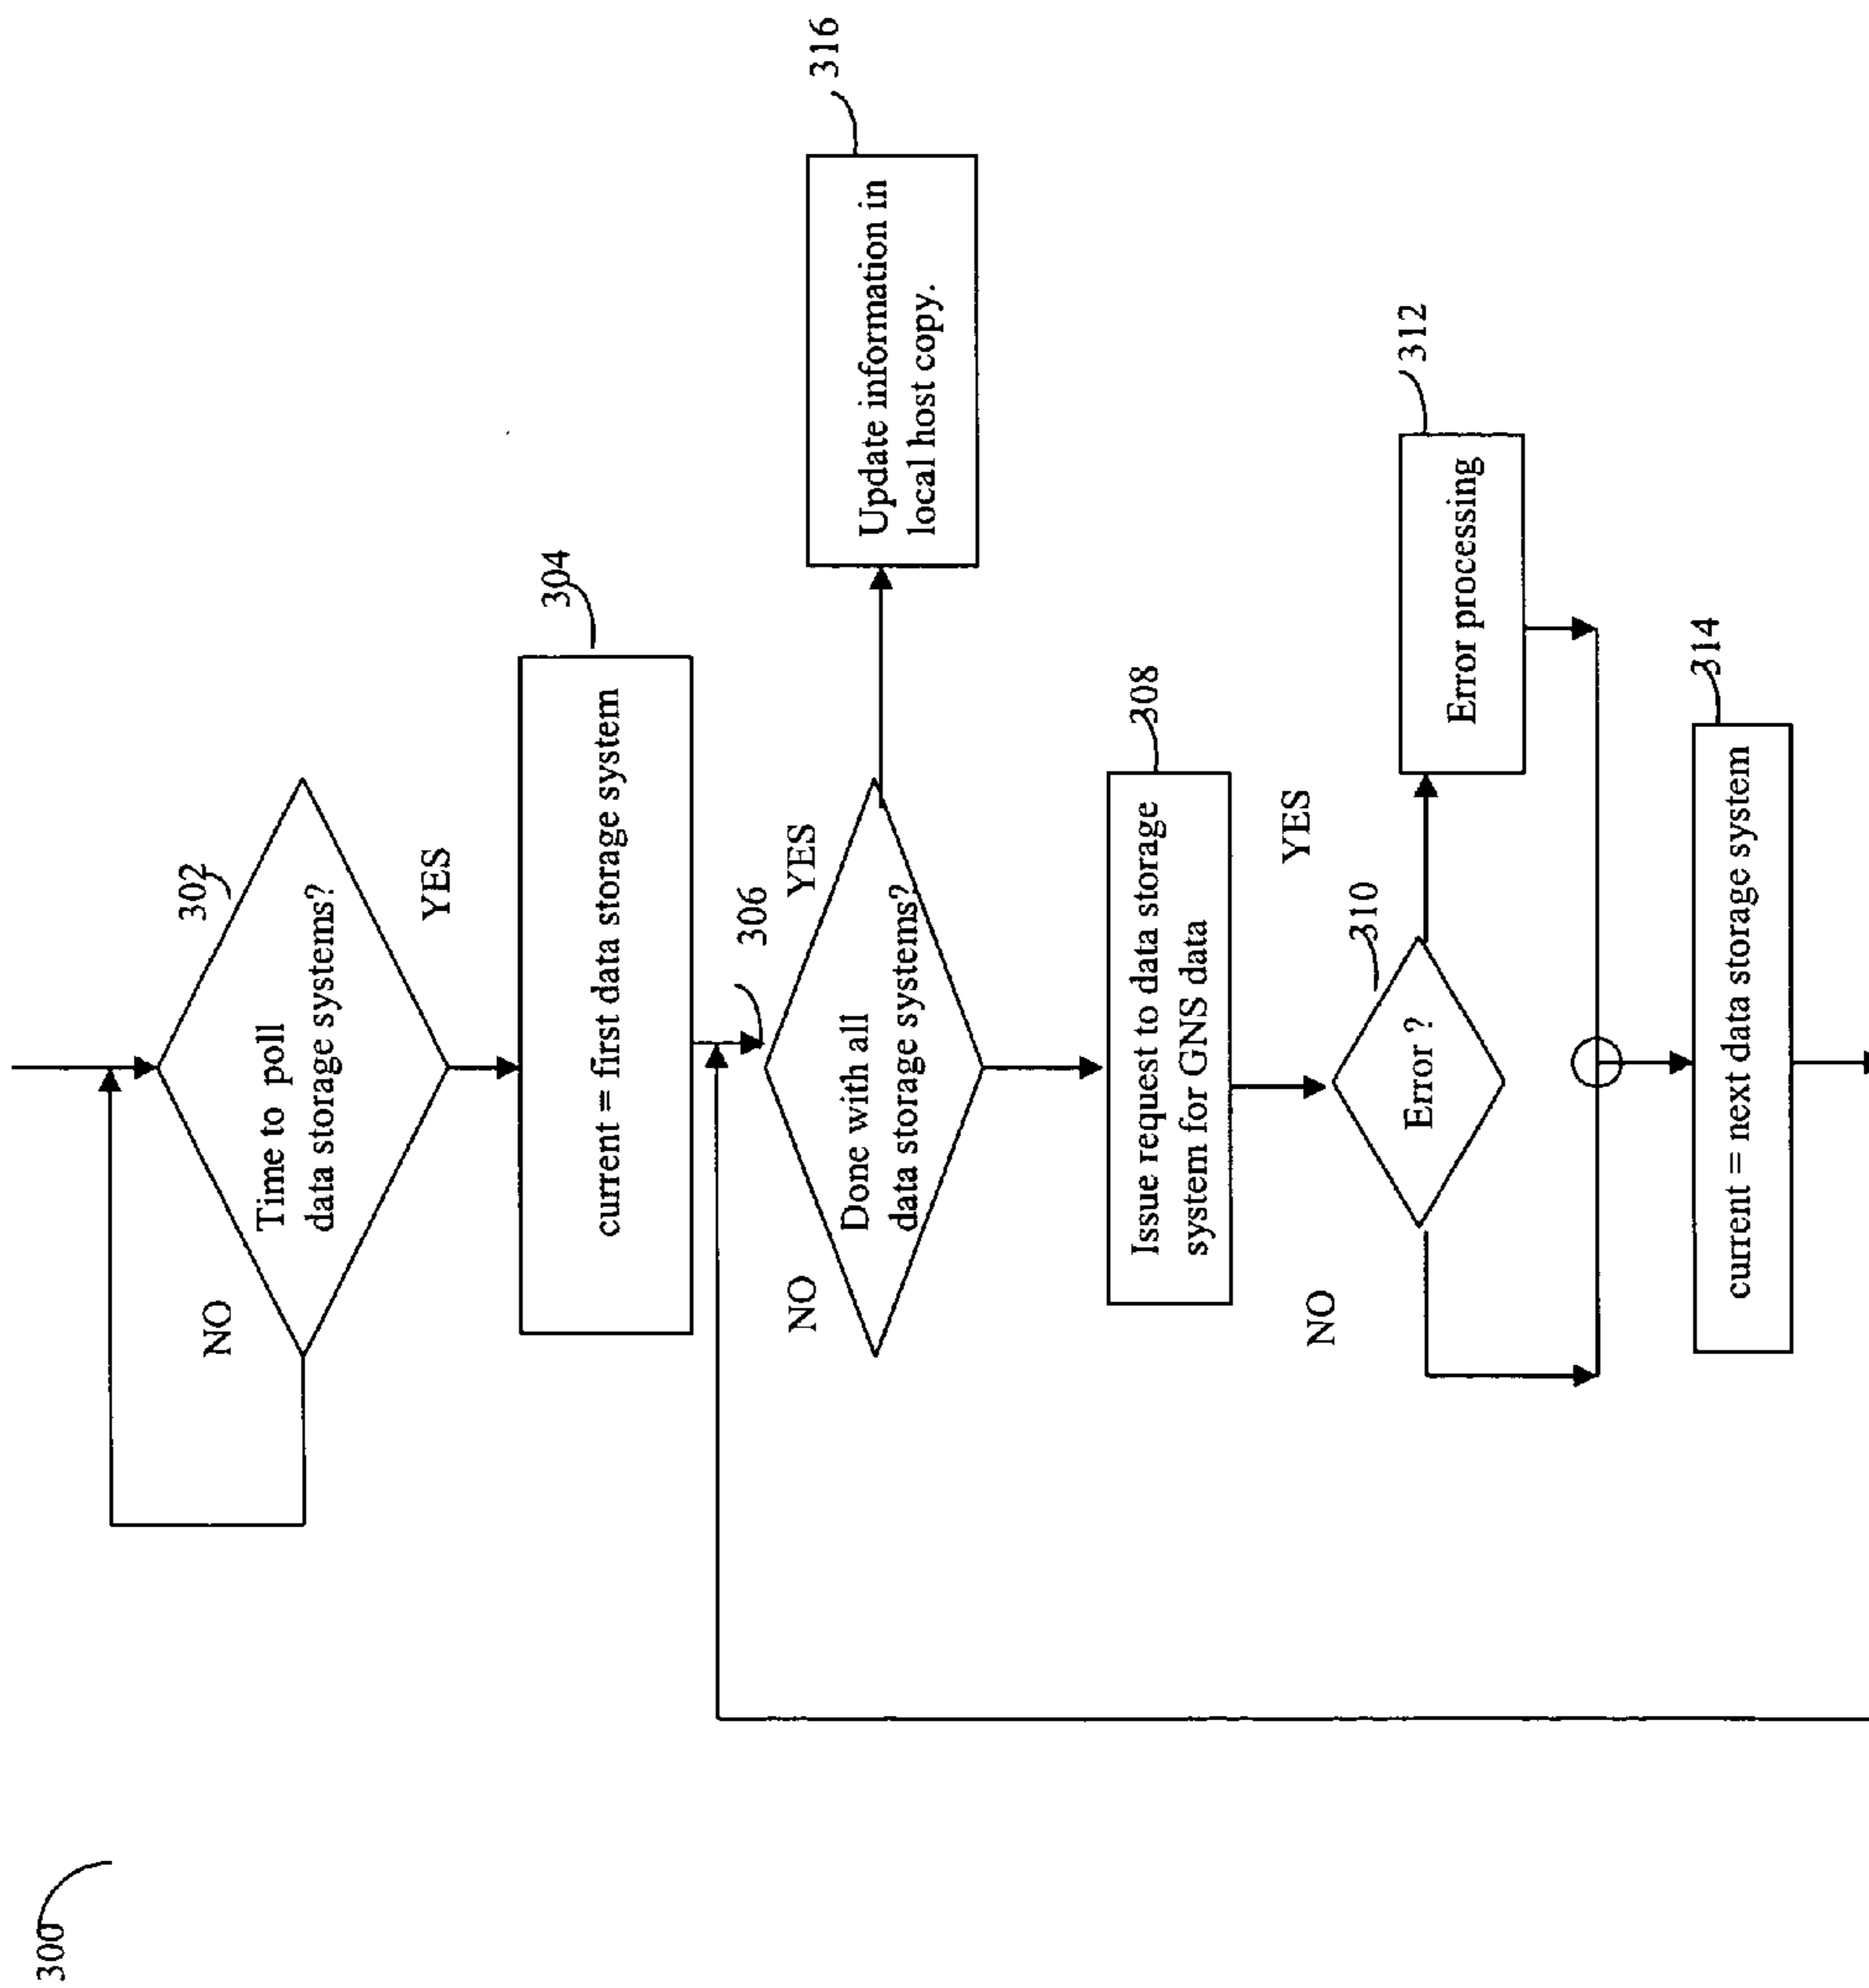 300
302
Time to poll
data storage systems?
NO
YES
304
current = first data storage system
306
Done with all
data storage systems?
NO
YES
316
Update information in
local host copy.
308
Issue request to data storage
system for GNS data
310
Error ?
NO
YES
312
Error processing
314
current = next data storage system